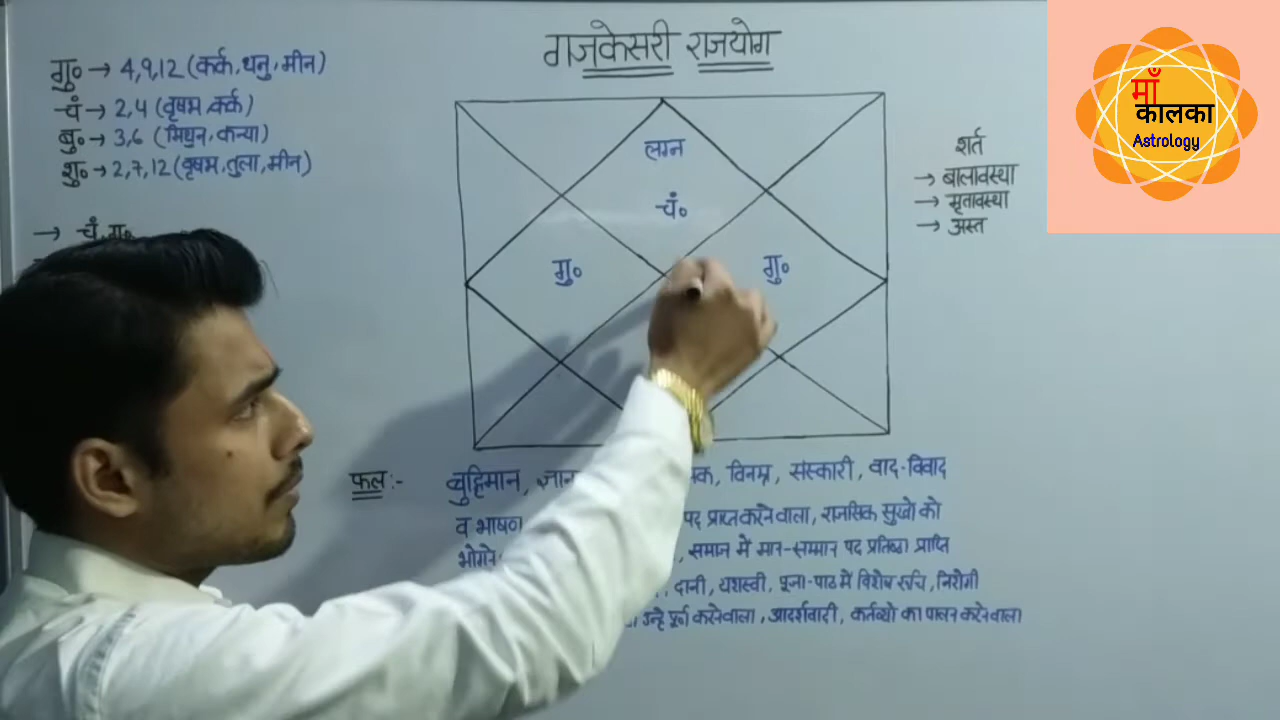 गजकेसरी राजयोग
गु० → 4,9,12 (कर्क, धनु, मीन)
चं → 2,4 (वृषभ, कर्क)
बु० → 3,6 (मिथुन, कन्या)
शु० → 2,7,12 (वृषभ, तुला, मीन)
→ चं, गु०
लग्न
चं०
गु०
गु०
शर्त
→ बालावस्था
→ मृतावस्था
→ अस्त
माँ
कालका
Astrology
फल :- बुद्धिमान, विनम्र, संस्कारी, वाद-विवाद
व भाषण पद प्राप्त करने वाला, राजसिक सुखो को
भोगने समाज में मान-सम्मान पद प्रतिष्ठा प्राप्ति
, दानी, यशस्वी, पूजा-पाठ में विशेष रुचि, निरोगी
उन्हे पूर्ण करने वाला, आदर्शवादी, कर्तव्यो का पालन करने वाला